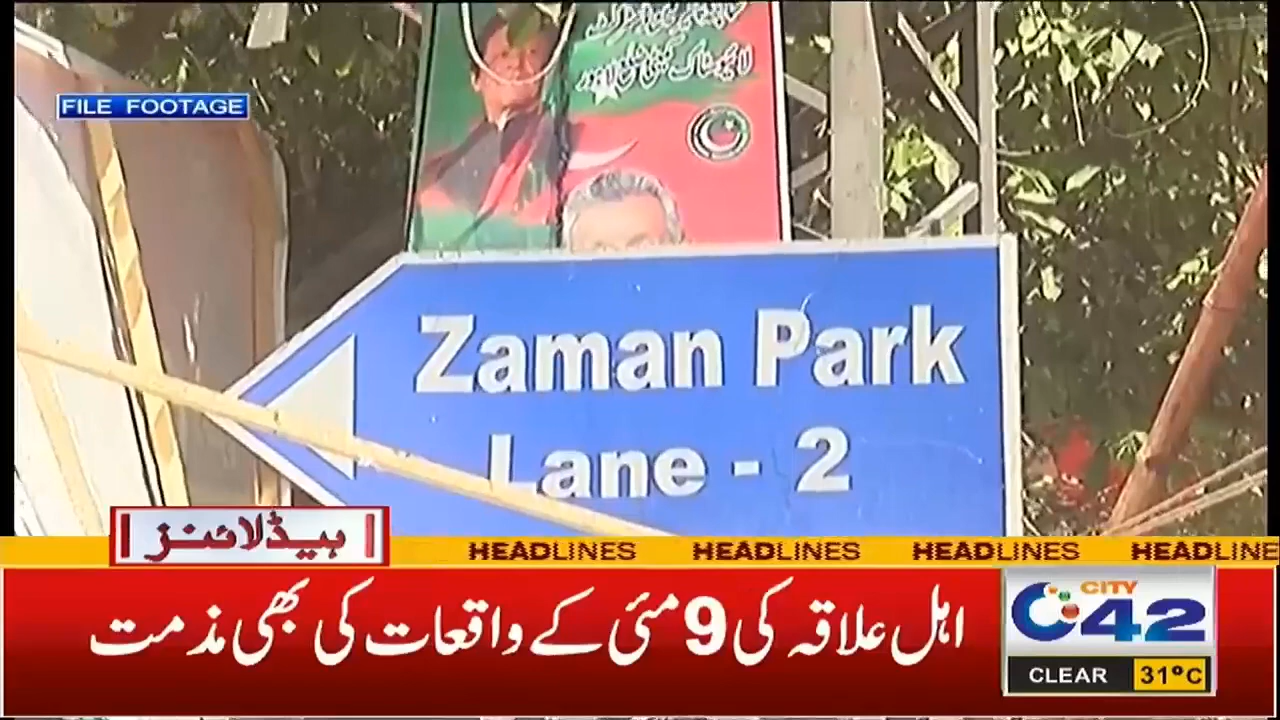 FILE FOOTAGE
Zaman Park
Lane - 2
ہیڈلائنز
HEADLINES HEADLINES HEADLINES HEADLINE
اہل علاقہ کی 9 مئی کے واقعات کی بھی مذمت
CITY
42
CLEAR 31°C